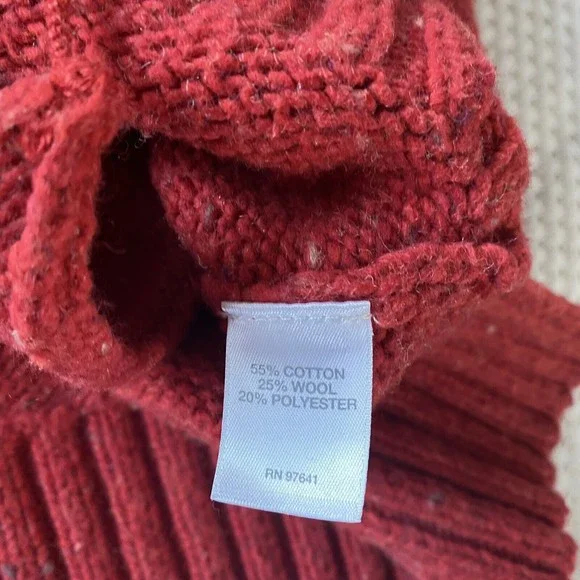 55% COTTON
25% WOOL
20% POLYESTER
RN 97641